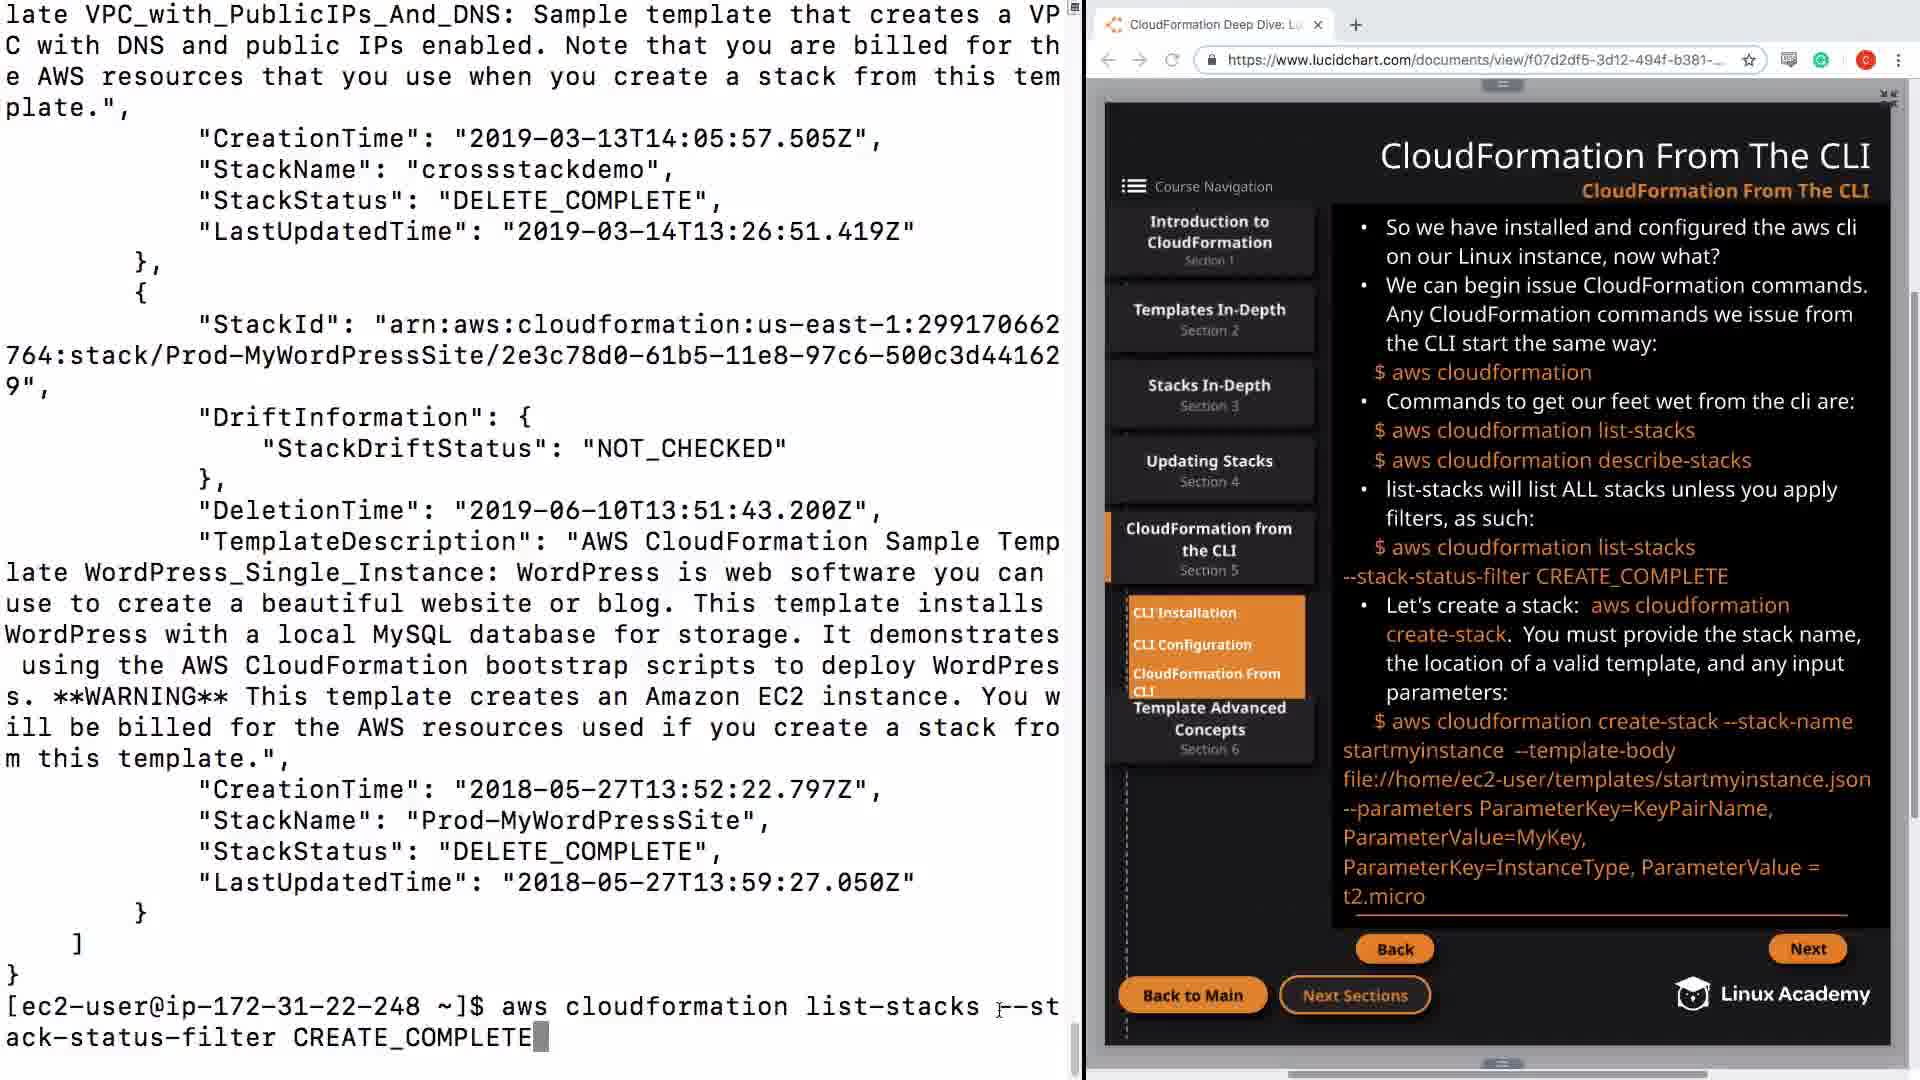 late VPC_with_PublicIPs_And_DNS: Sample template that creates a VP
C with DNS and public IPs enabled. Note that you are billed for th
e AWS resources that you use when you create a stack from this tem
plate.",
"CreationTime": "2019-03-13T14:05:57.505Z",
"StackName": "crossstackdemo",
"StackStatus": "DELETE_COMPLETE",
"LastUpdatedTime": "2019-03-14T13:26:51.419Z"
},
{
"StackId": "arn:aws:cloudformation:us-east-1:299170662
764:stack/Prod-MyWordPressSite/2e3c78d0-61b5-11e8-97c6-500c3d44162
9",
"DriftInformation": {
"StackDriftStatus": "NOT_CHECKED"
},
"DeletionTime": "2019-06-10T13:51:43.200Z",
"TemplateDescription": "AWS CloudFormation Sample Temp
late WordPress_Single_Instance: WordPress is web software you can
use to create a beautiful website or blog. This template installs
WordPress with a local MySQL database for storage. It demonstrates
using the AWS CloudFormation bootstrap scripts to deploy WordPres
s. **WARNING** This template creates an Amazon EC2 instance. You w
ill be billed for the AWS resources used if you create a stack fro
m this template.",
"CreationTime": "2018-05-27T13:52:22.797Z",
"StackName": "Prod-MyWordPressSite",
"StackStatus": "DELETE_COMPLETE",
"LastUpdatedTime": "2018-05-27T13:59:27.050Z"
}
]
}
[ec2-user@ip-172-31-22-248 ~]$ aws cloudformation list-stacks --st
ack-status-filter CREATE_COMPLETE
CloudFormation Deep Dive: Lu
https://www.lucidchart.com/documents/view/f07d2df5-3d12-494f-b381-...
C
CloudFormation From The CLI
CloudFormation From The CLI
Course Navigation
Introduction to
CloudFormation
Section 1
Templates In-Depth
Section 2
Stacks In-Depth
Section 3
Updating Stacks
Section 4
CloudFormation from
the CLI
Section 5
CLI Installation
CLI Configuration
CloudFormation From
CLI
Template Advanced
Concepts
Section 6
• So we have installed and configured the aws cli
on our Linux instance, now what?
• We can begin issue CloudFormation commands.
Any CloudFormation commands we issue from
the CLI start the same way:
$ aws cloudformation
• Commands to get our feet wet from the cli are:
$ aws cloudformation list-stacks
$ aws cloudformation describe-stacks
• list-stacks will list ALL stacks unless you apply
filters, as such:
$ aws cloudformation list-stacks
--stack-status-filter CREATE_COMPLETE
• Let's create a stack: aws cloudformation
create-stack. You must provide the stack name,
the location of a valid template, and any input
parameters:
$ aws cloudformation create-stack --stack-name
startmyinstance --template-body
file://home/ec2-user/templates/startmyinstance.json
--parameters ParameterKey=KeyPairName,
ParameterValue=MyKey,
ParameterKey=InstanceType, ParameterValue =
t2.micro
Back
Next
Back to Main
Next Sections
Linux Academy